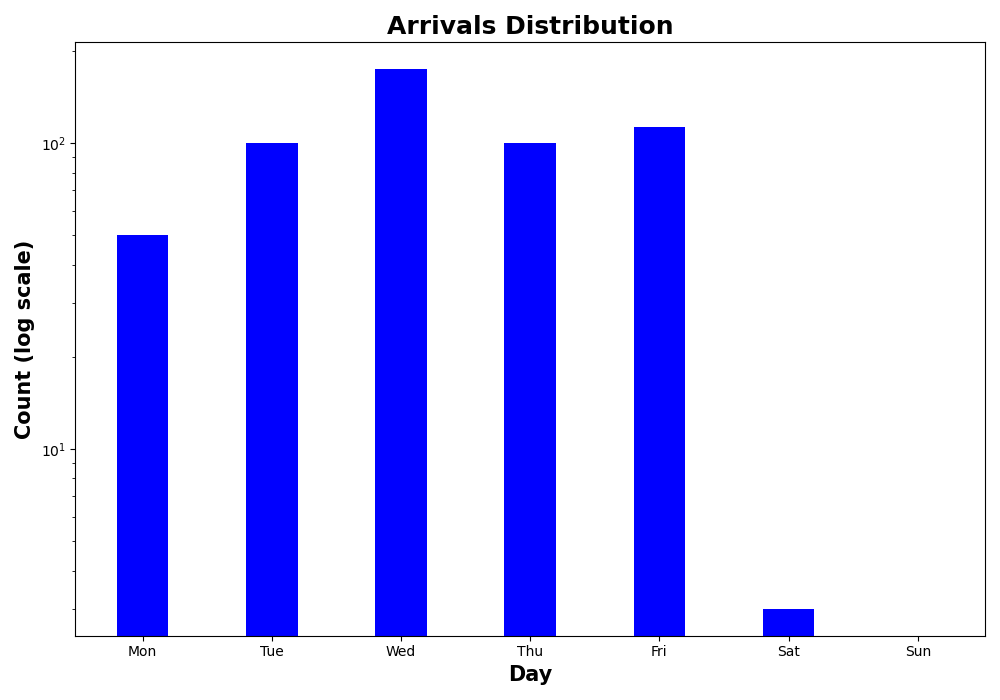 Arrivals Distribution
Count (log scale)
10²
10¹
Mon Tue Wed Thu Fri Sat Sun
Day